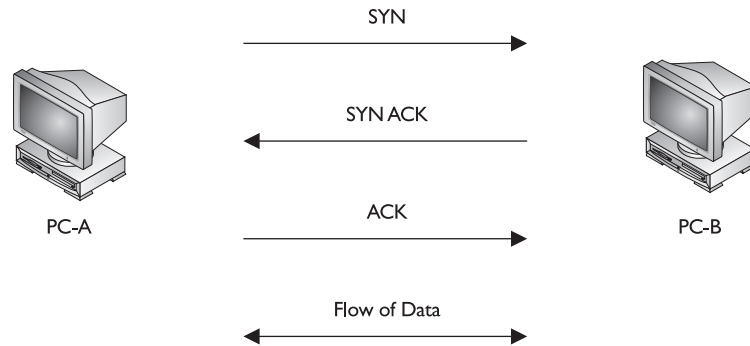 SYN
SYN ACK
ACK
PC-A
PC-B
Flow of Data